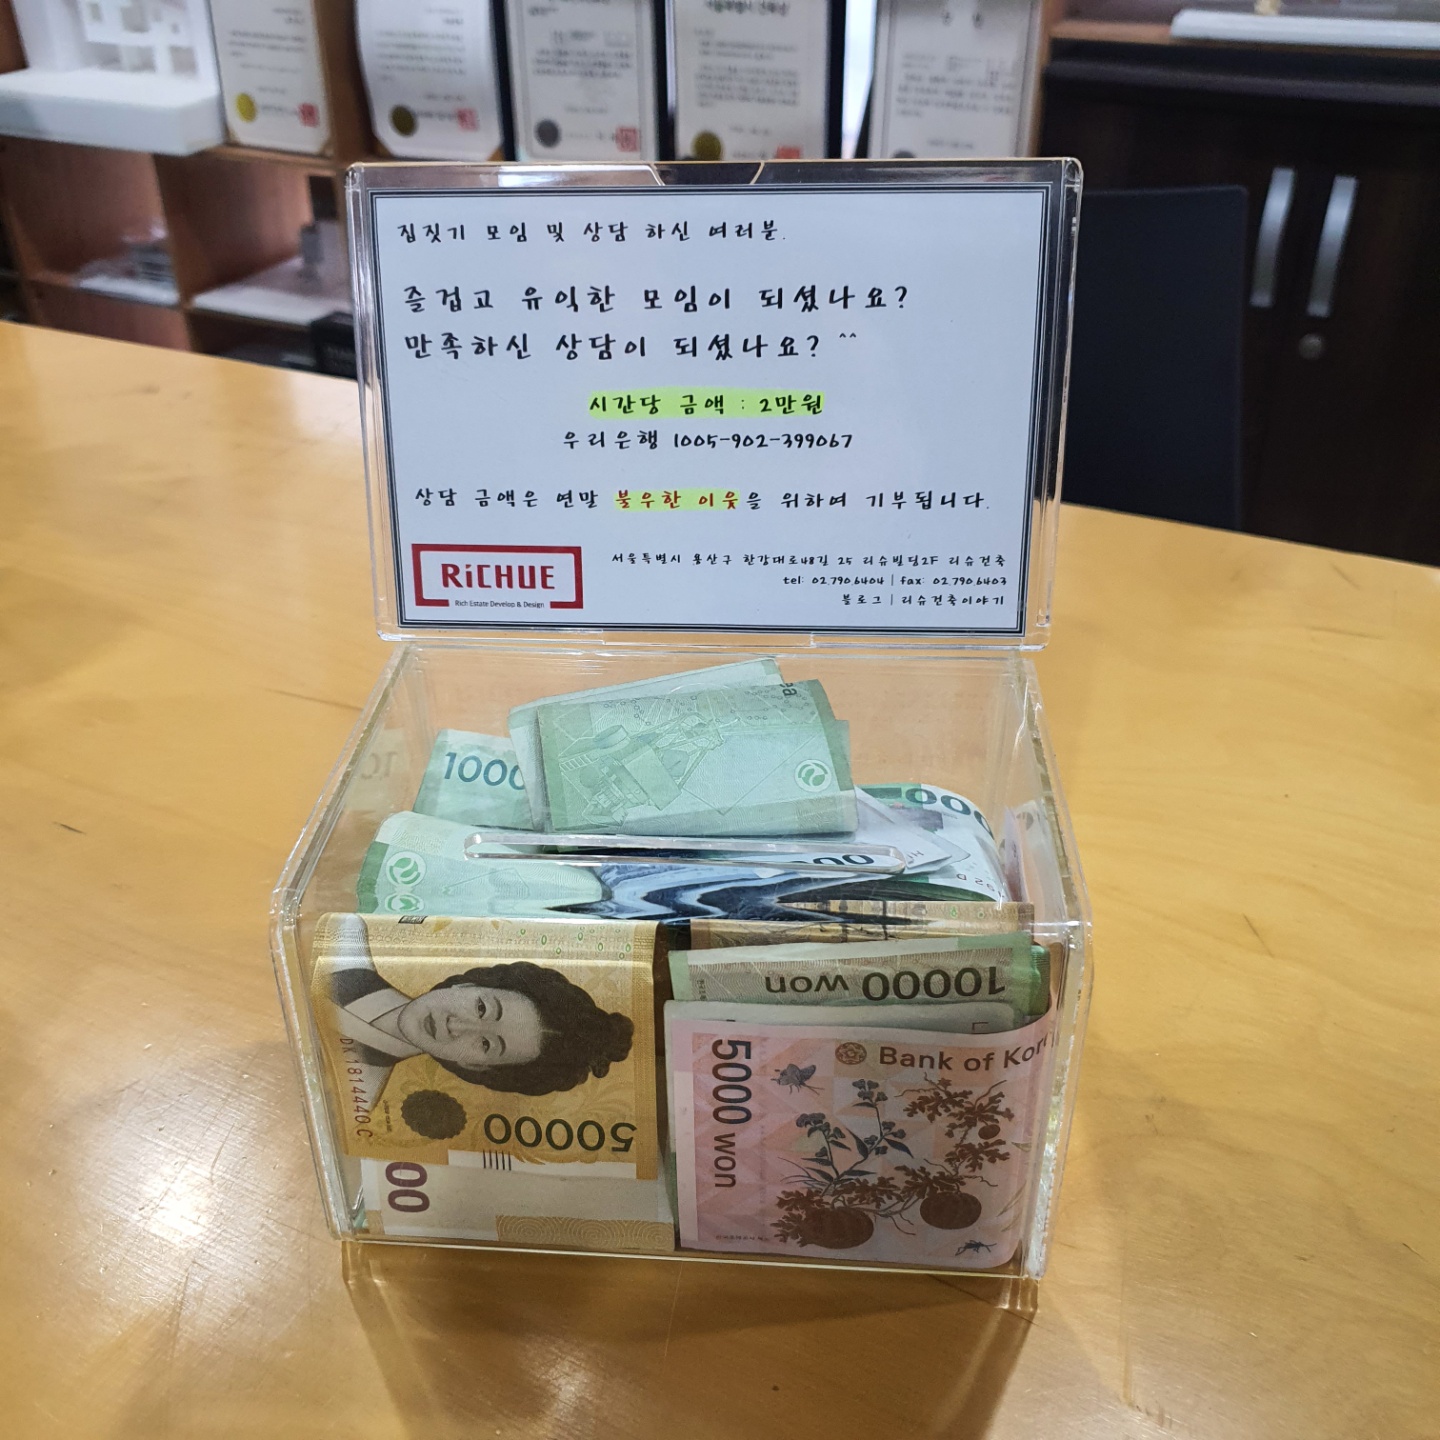 집짓기 모임 및 상담 하신 여러분.
즐겁고 유익한 모임이 되셨나요?
만족하신 상담이 되셨나요? ^^
시간당 금액 : 2만원
우리은행 1005-902-399067
상담 금액은 연말 불우한 이웃을 위하여 기부됩니다.
RiCHUE
Rich Estate Develop & Design
서울특별시 용산구 한강대로48길 25 리슈빌딩2F 리슈건축
tel: 02.790.6404 | fax: 02.790.6403
블로그 | 리슈건축이야기
1000
000
10000 won
5000 won
Bank of Kor
DK 1814440 C
50000
00